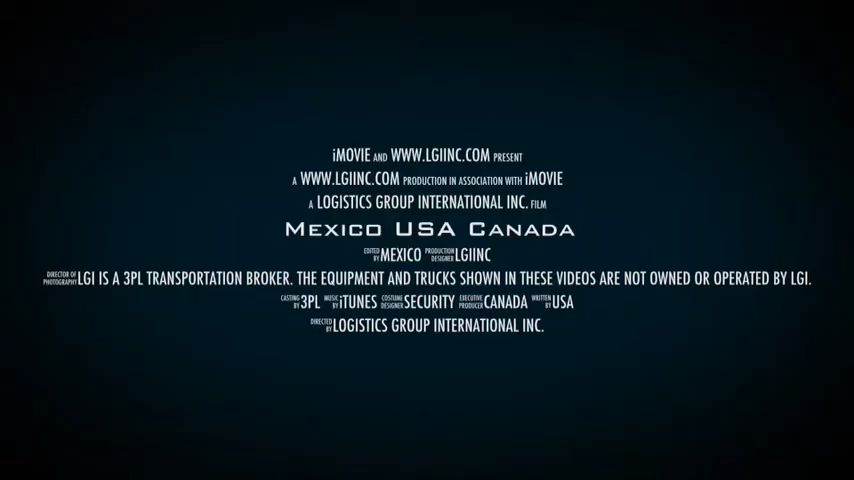 iMOVIE AND WWW.LGIINC.COM PRESENT
A WWW.LGIINC.COM PRODUCTION IN ASSOCIATION WITH iMOVIE
A LOGISTICS GROUP INTERNATIONAL INC. FILM
MEXICO USA CANADA
EDITED BY MEXICO PRODUCTION DESIGNER LGIINC
DIRECTOR OF PHOTOGRAPHY LGI IS A 3PL TRANSPORTATION BROKER. THE EQUIPMENT AND TRUCKS SHOWN IN THESE VIDEOS ARE NOT OWNED OR OPERATED BY LGI.
CASTING BY 3PL MUSIC BY iTUNES COSTUME DESIGNER SECURITY EXECUTIVE PRODUCER CANADA WRITTEN BY USA
DIRECTED BY LOGISTICS GROUP INTERNATIONAL INC.